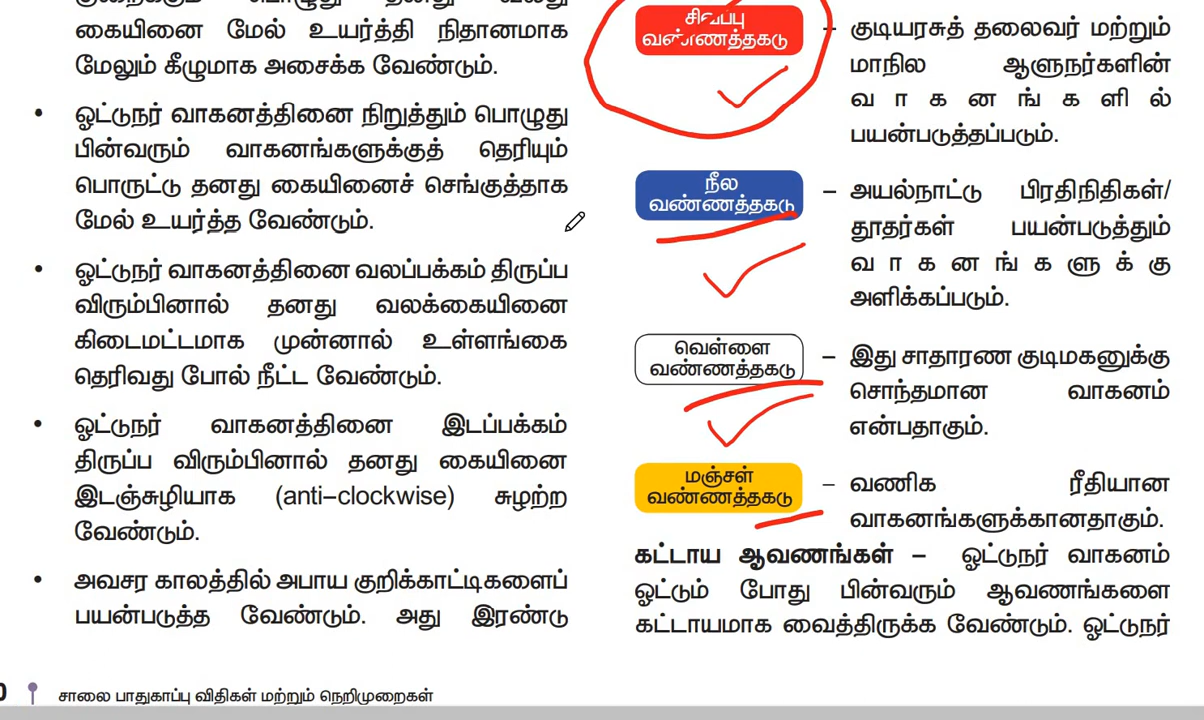 கையினை மேல் உயர்த்தி நிதானமாக
மேலும் கீழுமாக அசைக்க வேண்டும்.
• ஓட்டுநர் வாகனத்தினை நிறுத்தும் பொழுது
பின்வரும் வாகனங்களுக்குத் தெரியும்
பொருட்டு தனது கையினைச் செங்குத்தாக
மேல் உயர்த்த வேண்டும்.
• ஓட்டுநர் வாகனத்தினை வலப்பக்கம் திருப்ப
விரும்பினால் தனது வலக்கையினை
கிடைமட்டமாக முன்னால் உள்ளங்கை
தெரிவது போல் நீட்ட வேண்டும்.
• ஓட்டுநர் வாகனத்தினை இடப்பக்கம்
திருப்ப விரும்பினால் தனது கையினை
இடஞ்சுழியாக (anti–clockwise) சுழற்ற
வேண்டும்.
• அவசர காலத்தில் அபாய குறிக்காட்டிகளைப்
பயன்படுத்த வேண்டும். அது இரண்டு
சிவப்பு
வண்ணத்தகடு
– குடியரசுத் தலைவர் மற்றும்
மாநில ஆளுநர்களின்
வாகனங்களில்
பயன்படுத்தப்படும்.
நீல
வண்ணத்தகடு
– அயல்நாட்டு பிரதிநிதிகள்/
தூதர்கள் பயன்படுத்தும்
வாகனங்களுக்கு
அளிக்கப்படும்.
வெள்ளை
வண்ணத்தகடு
– இது சாதாரண குடிமகனுக்கு
சொந்தமான வாகனம்
என்பதாகும்.
மஞ்சள்
வண்ணத்தகடு
– வணிக ரீதியான
வாகனங்களுக்கானதாகும்.
கட்டாய ஆவணங்கள் – ஓட்டுநர் வாகனம்
ஓட்டும் போது பின்வரும் ஆவணங்களை
கட்டாயமாக வைத்திருக்க வேண்டும். ஓட்டுநர்
சாலை பாதுகாப்பு விதிகள் மற்றும் நெறிமுறைகள்